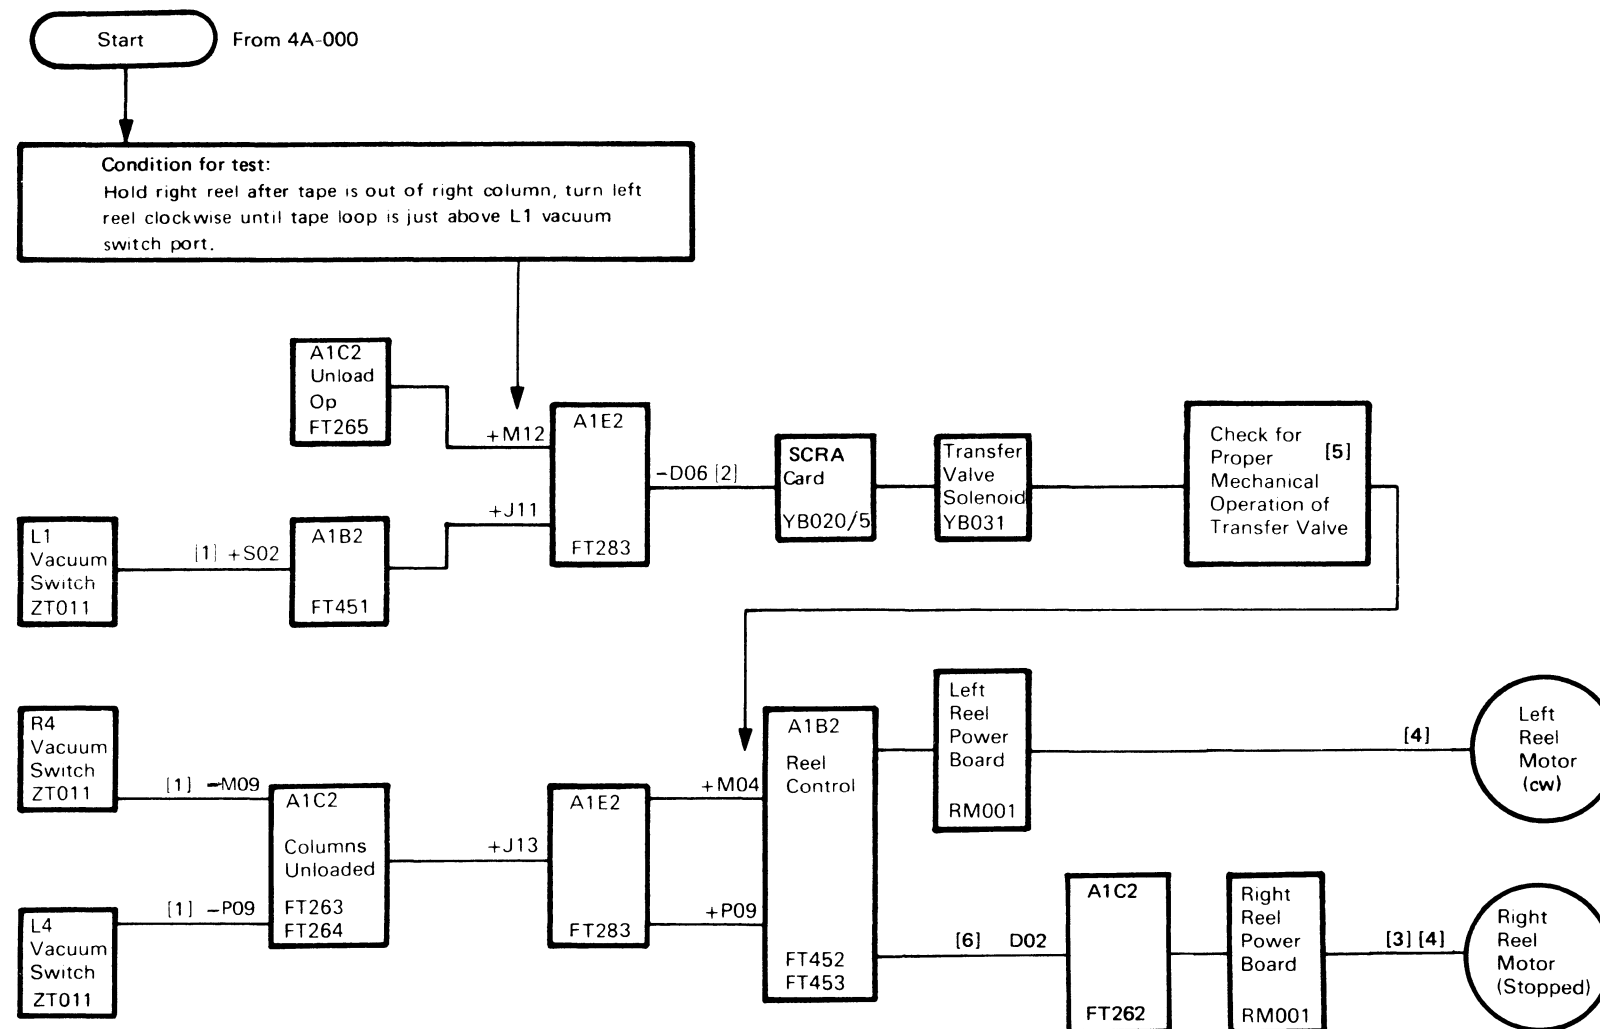 Start
From 4A-000
Condition for test:
Hold right reel after tape is out of right column, turn left
reel clockwise until tape loop is just above L1 vacuum
switch port.
A1C2
Unload
Op
FT265
+M12
A1E2
FT283
+J11
L1
Vacuum
Switch
ZT011
[1] +S02
A1B2
FT451
-D06 [2]
SCRA
Card
YB020/5
Transfer
Valve
Solenoid
YB031
Check for
Proper [5]
Mechanical
Operation of
Transfer Valve
R4
Vacuum
Switch
ZT011
[1] -M09
L4
Vacuum
Switch
ZT011
[1] -P09
A1C2
Columns
Unloaded
FT263
FT264
+J13
A1E2
FT283
+M04
+P09
A1B2
Reel
Control
FT452
FT453
Left
Reel
Power
Board
RM001
[4]
Left
Reel
Motor
(cw)
[6] D02
A1C2
FT262
Right
Reel
Power
Board
RM001
[3] [4]
Right
Reel
Motor
(Stopped)